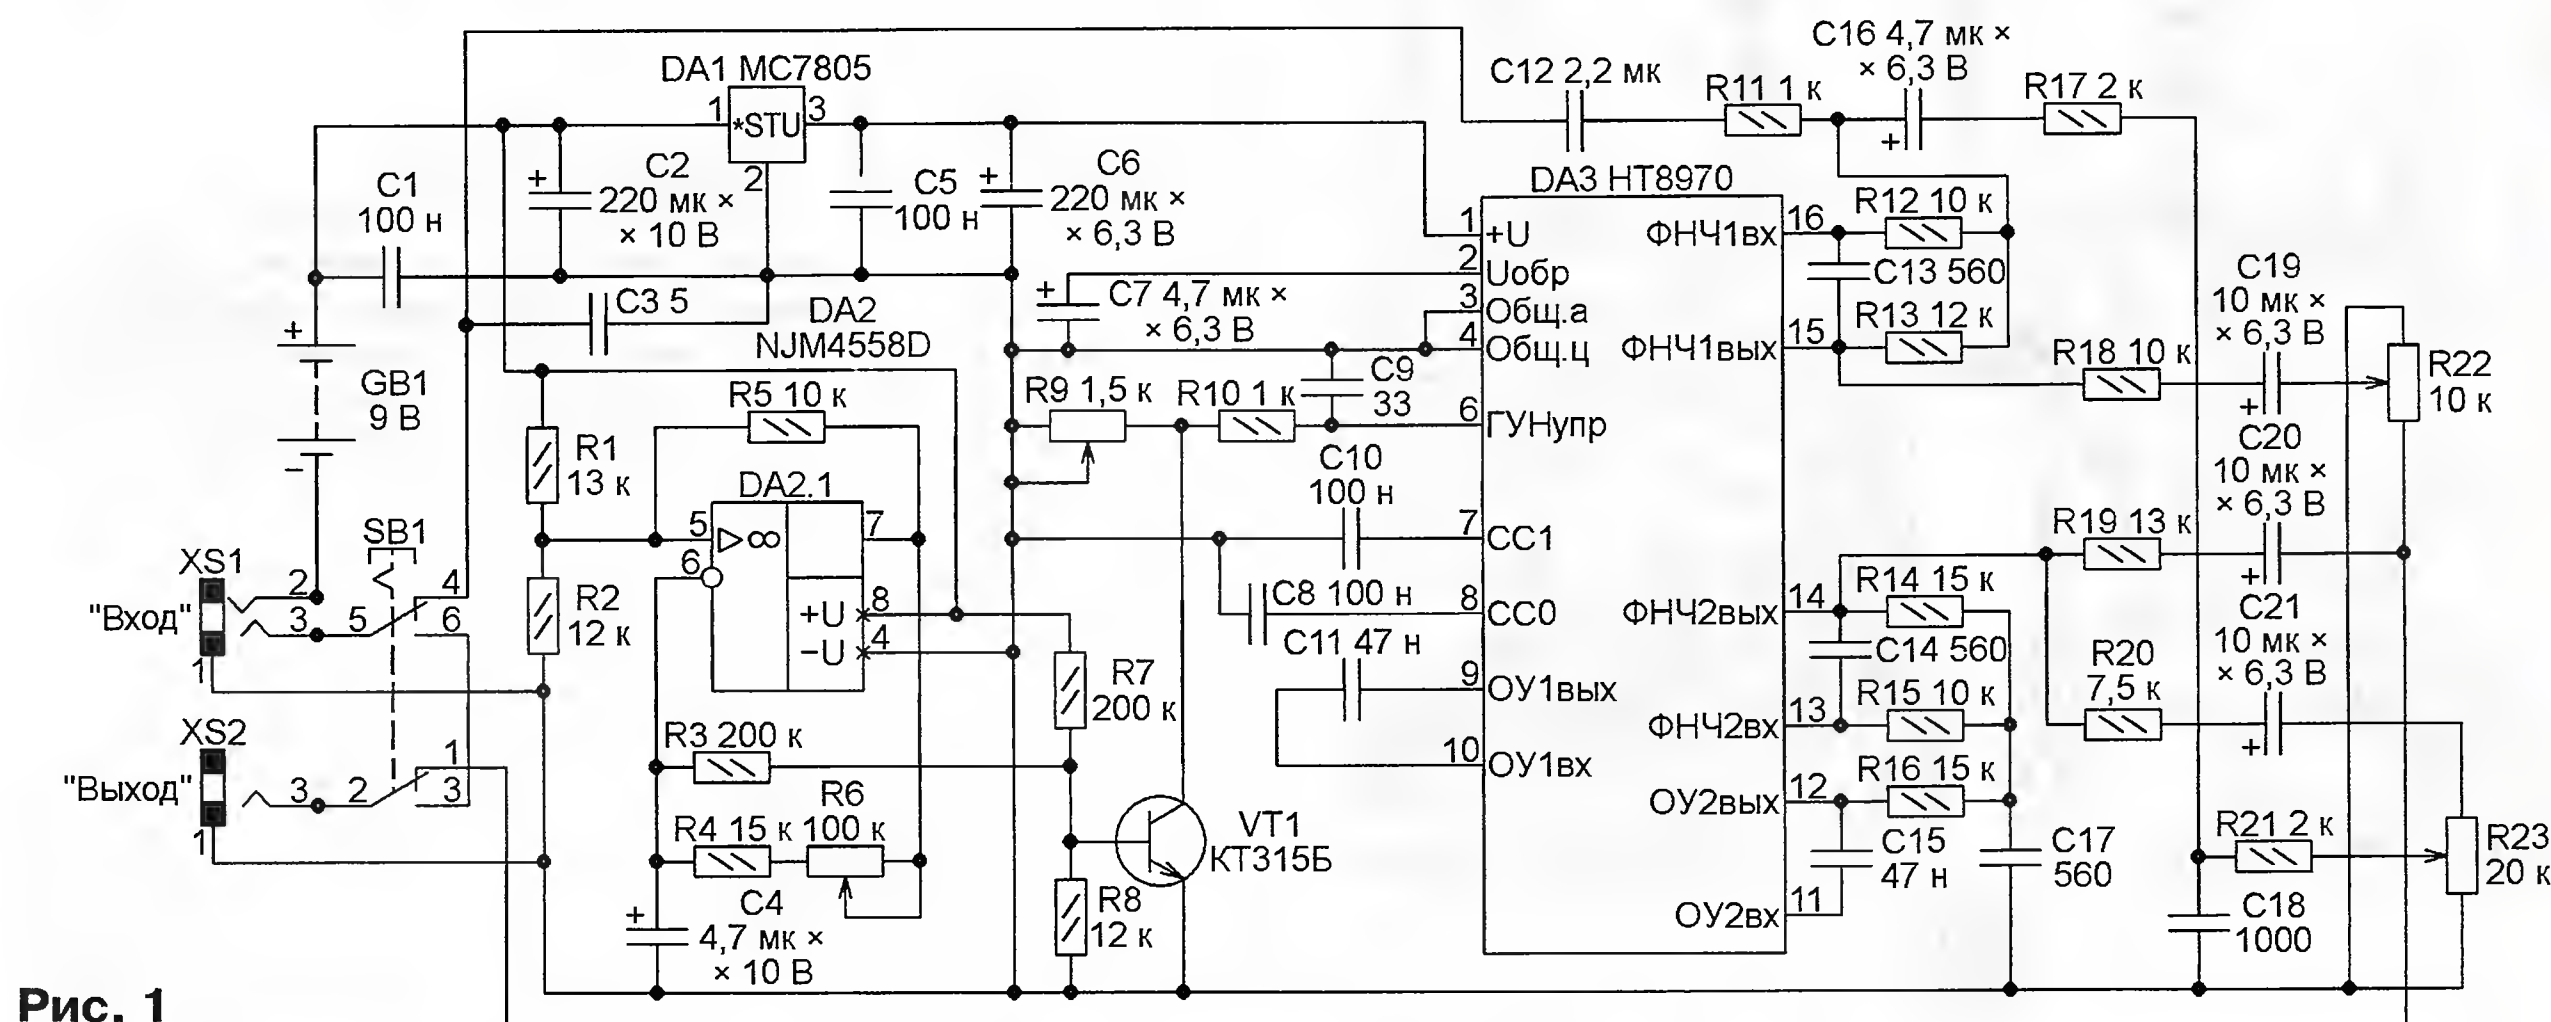 C16 4,7 мк ×
× 6,3 В
DA1 MC7805
C12 2,2 мк
R11 1 к
R17 2 к
1
*STU
3
2
C1
100 н
C2
220 мк ×
× 10 В
C5
100 н
C6
220 мк ×
× 6,3 В
+
+
DA3 HT8970
1
+U
2
Uобр
3
Общ.а
4
Общ.ц
6
ГУНупр
7
CC1
8
CC0
9
ОУ1вых
10
ОУ1вх
ФНЧ1вх
16
ФНЧ1вых
15
ФНЧ2вых
14
ФНЧ2вх
13
ОУ2вых
12
ОУ2вх
11
+
R12 10 к
C13 560
R13 12 к
C19
10 мк ×
× 6,3 В
+
R18 10 к
R22
10 к
C3 5
DA2
NJM4558D
+
C7 4,7 мк ×
× 6,3 В
+
GB1
9 В
–
R5 10 к
R9 1,5 к
R10 1 к
C9
33
R1
13 к
DA2.1
5
6
▷∞
7
+U
8
–U
4
C10
100 н
C8 100 н
C11 47 н
C20
10 мк ×
× 6,3 В
+
R19 13 к
R14 15 к
C14 560
R15 10 к
R16 15 к
C21
10 мк ×
× 6,3 В
+
R20
7,5 к
SB1
XS1
"Вход"
2
3
5
4
6
1
R2
12 к
R7
200 к
XS2
"Выход"
3
2
1
3
1
R3 200 к
R4 15 к
R6
100 к
VT1
КТ315Б
R8
12 к
+
C4
4,7 мк ×
× 10 В
C15
47 н
C17
560
R21 2 к
C18
1000
R23
20 к
Рис. 1